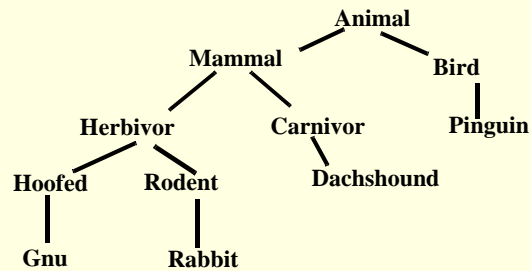 Animal
Mammal
Bird
Herbivor
Carnivor
Pinguin
Hoofed
Rodent
Dachshound
Gnu
Rabbit